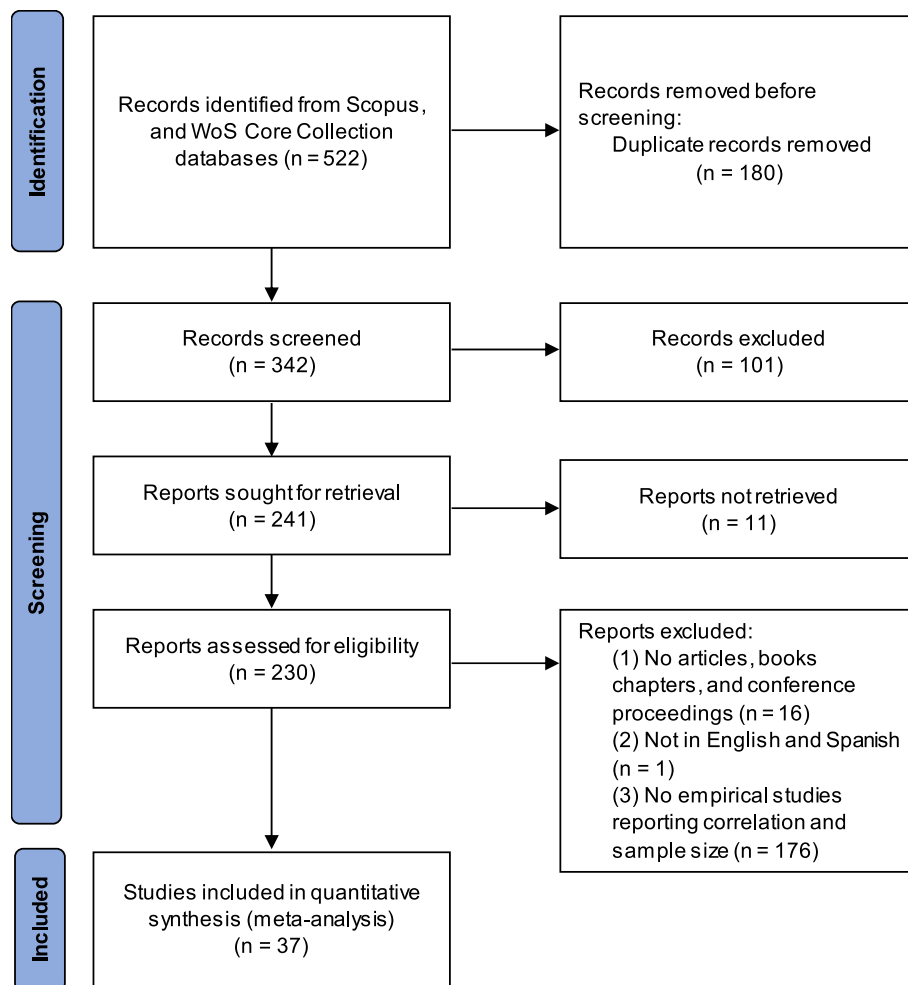 Identification
Records identified from Scopus,
and WoS Core Collection
databases (n = 522)
Records removed before
screening:
Duplicate records removed
(n = 180)
Screening
Records screened
(n = 342)
Records excluded
(n = 101)
Reports sought for retrieval
(n = 241)
Reports not retrieved
(n = 11)
Reports assessed for eligibility
(n = 230)
Reports excluded:
(1) No articles, books
chapters, and conference
proceedings (n = 16)
(2) Not in English and Spanish
(n = 1)
(3) No empirical studies
reporting correlation and
sample size (n = 176)
Included
Studies included in quantitative
synthesis (meta-analysis)
(n = 37)